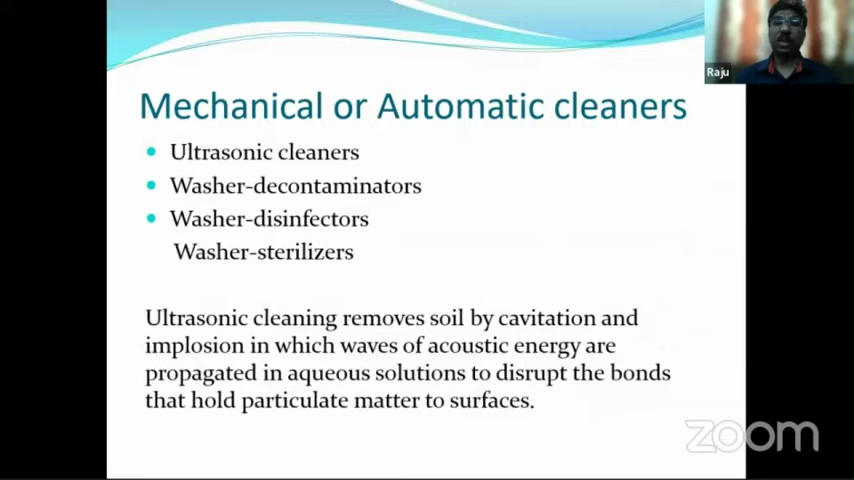 Raju
Mechanical or Automatic cleaners
Ultrasonic cleaners
Washer-decontaminators
Washer-disinfectors
Washer-sterilizers
Ultrasonic cleaning removes soil by cavitation and
implosion in which waves of acoustic energy are
propagated in aqueous solutions to disrupt the bonds
that hold particulate matter to surfaces.
zoom